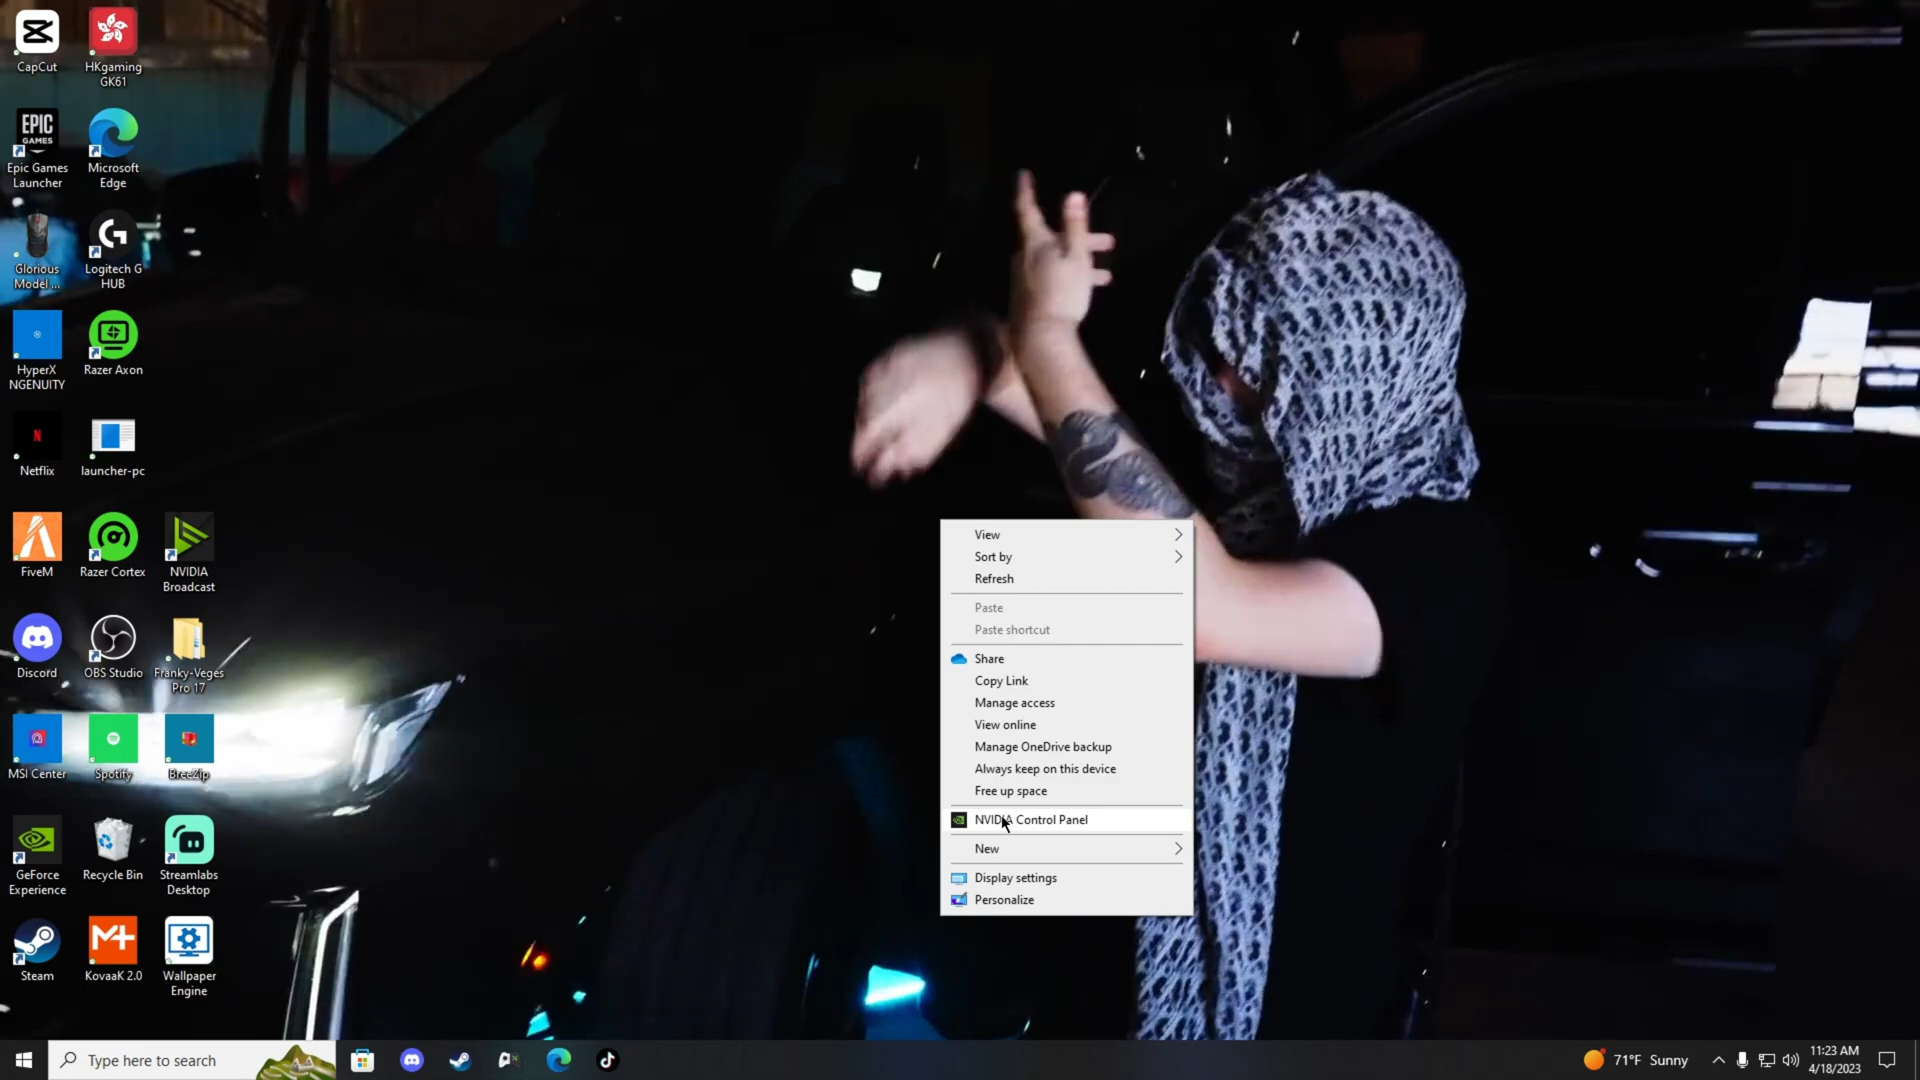 CapCut
HKgaming
GK61
EPIC
GAMES
Epic Games
Launcher
Microsoft
Edge
Glorious
Model ...
Logitech G
HUB
HyperX
NGENUITY
Razer Axon
N
Netflix
launcher-pc
FiveM
Razer Cortex
NVIDIA
Broadcast
Discord
OBS Studio
Franky-Veges
Pro 17
MSI Center
Spotify
BreeZip
GeForce
Experience
Recycle Bin
Streamlabs
Desktop
Steam
KovaaK 2.0
Wallpaper
Engine
View
Sort by
Refresh
Paste
Paste shortcut
Share
Copy Link
Manage access
View online
Manage OneDrive backup
Always keep on this device
Free up space
NVIDIA Control Panel
New
Display settings
Personalize
Type here to search
71°F Sunny
11:23 AM
4/18/2023